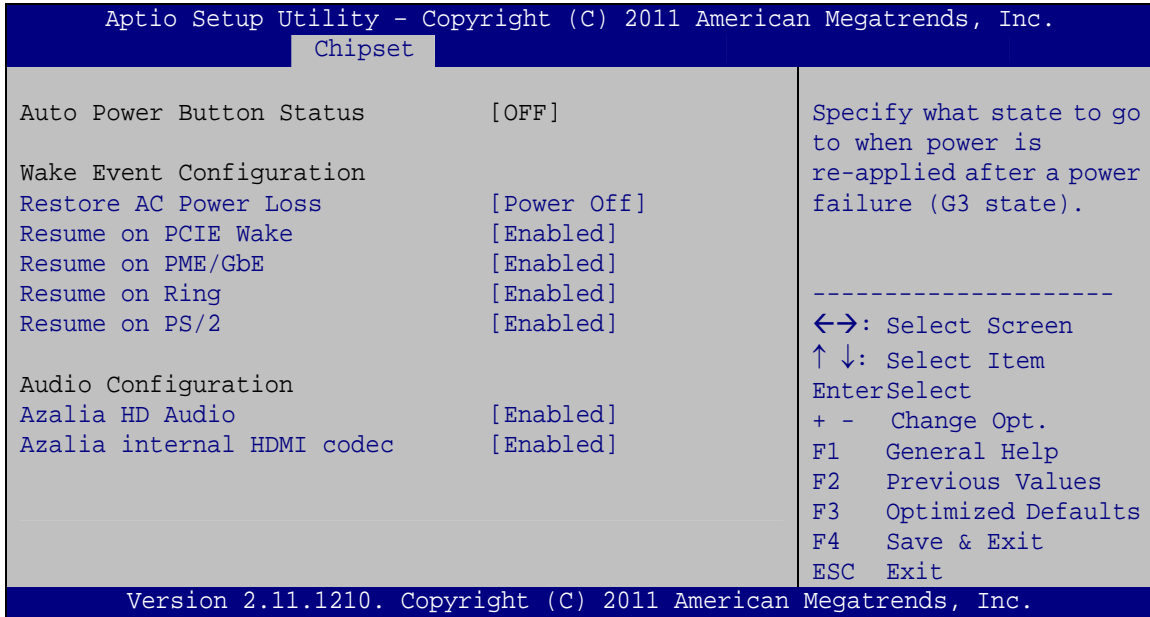 Aptio Setup Utility – Copyright (C) 2011 American Megatrends, Inc.
Chipset
Auto Power Button Status [OFF]
Wake Event Configuration
Restore AC Power Loss [Power Off]
Resume on PCIE Wake [Enabled]
Resume on PME/GbE [Enabled]
Resume on Ring [Enabled]
Resume on PS/2 [Enabled]
Audio Configuration
Azalia HD Audio [Enabled]
Azalia internal HDMI codec [Enabled]
Specify what state to go
to when power is
re-applied after a power
failure (G3 state).
---------------------
←→: Select Screen
↑ ↓: Select Item
EnterSelect
+ - Change Opt.
F1 General Help
F2 Previous Values
F3 Optimized Defaults
F4 Save & Exit
ESC Exit
Version 2.11.1210. Copyright (C) 2011 American Megatrends, Inc.